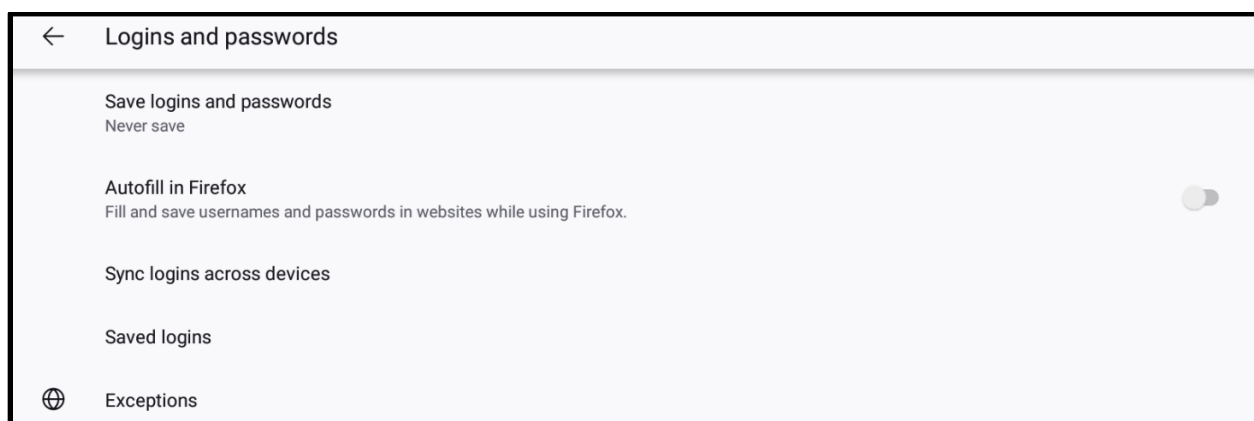 Logins and passwords
Save logins and passwords
Never save
Autofill in Firefox
Fill and save usernames and passwords in websites while using Firefox.
Sync logins across devices
Saved logins
Exceptions